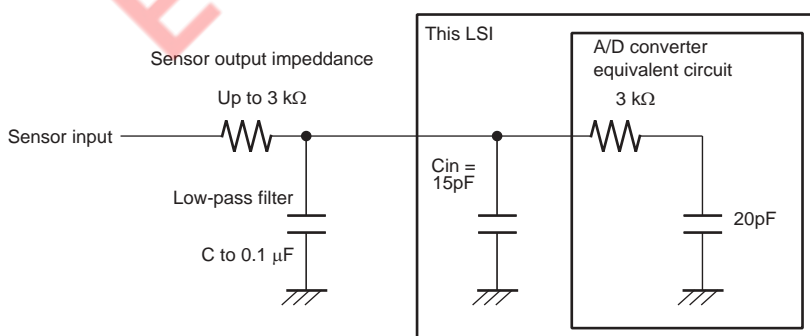 This LSI
A/D converter
equivalent circuit
Sensor output impeddance
Up to 3 kΩ
3 kΩ
Sensor input
Cin =
15pF
Low-pass filter
20pF
C to 0.1 μF